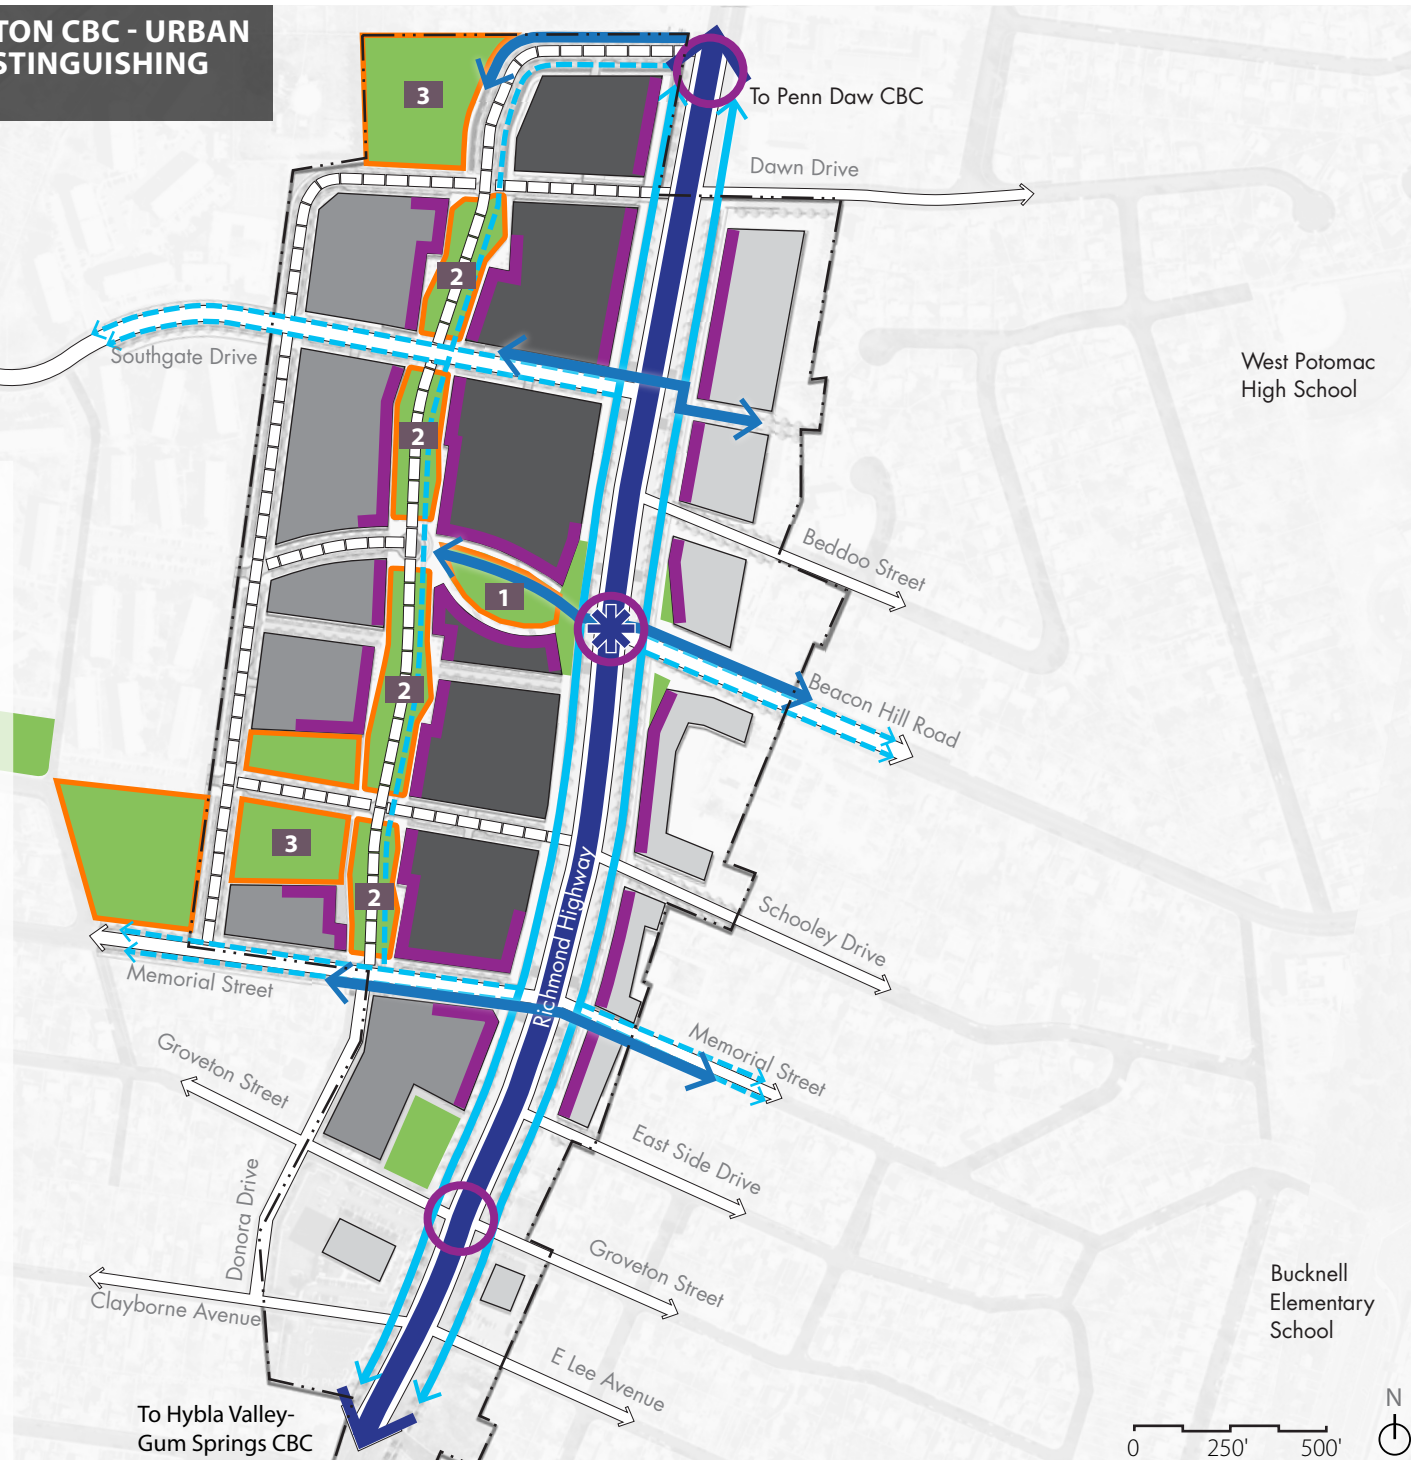 TON CBC - URBAN
STINGUISHING
3
To Penn Daw CBC
Dawn Drive
2
Southgate Drive
West Potomac
High School
2
Beddoo Street
1
Beacon Hill Road
2
3
2
Richmond Highway
Schooley Drive
Memorial Street
Memorial Street
Groveton Street
East Side Drive
Donora Drive
Groveton Street
Clayborne Avenue
Bucknell
Elementary
School
E Lee Avenue
To Hybla Valley-
Gum Springs CBC
N
0 250' 500'